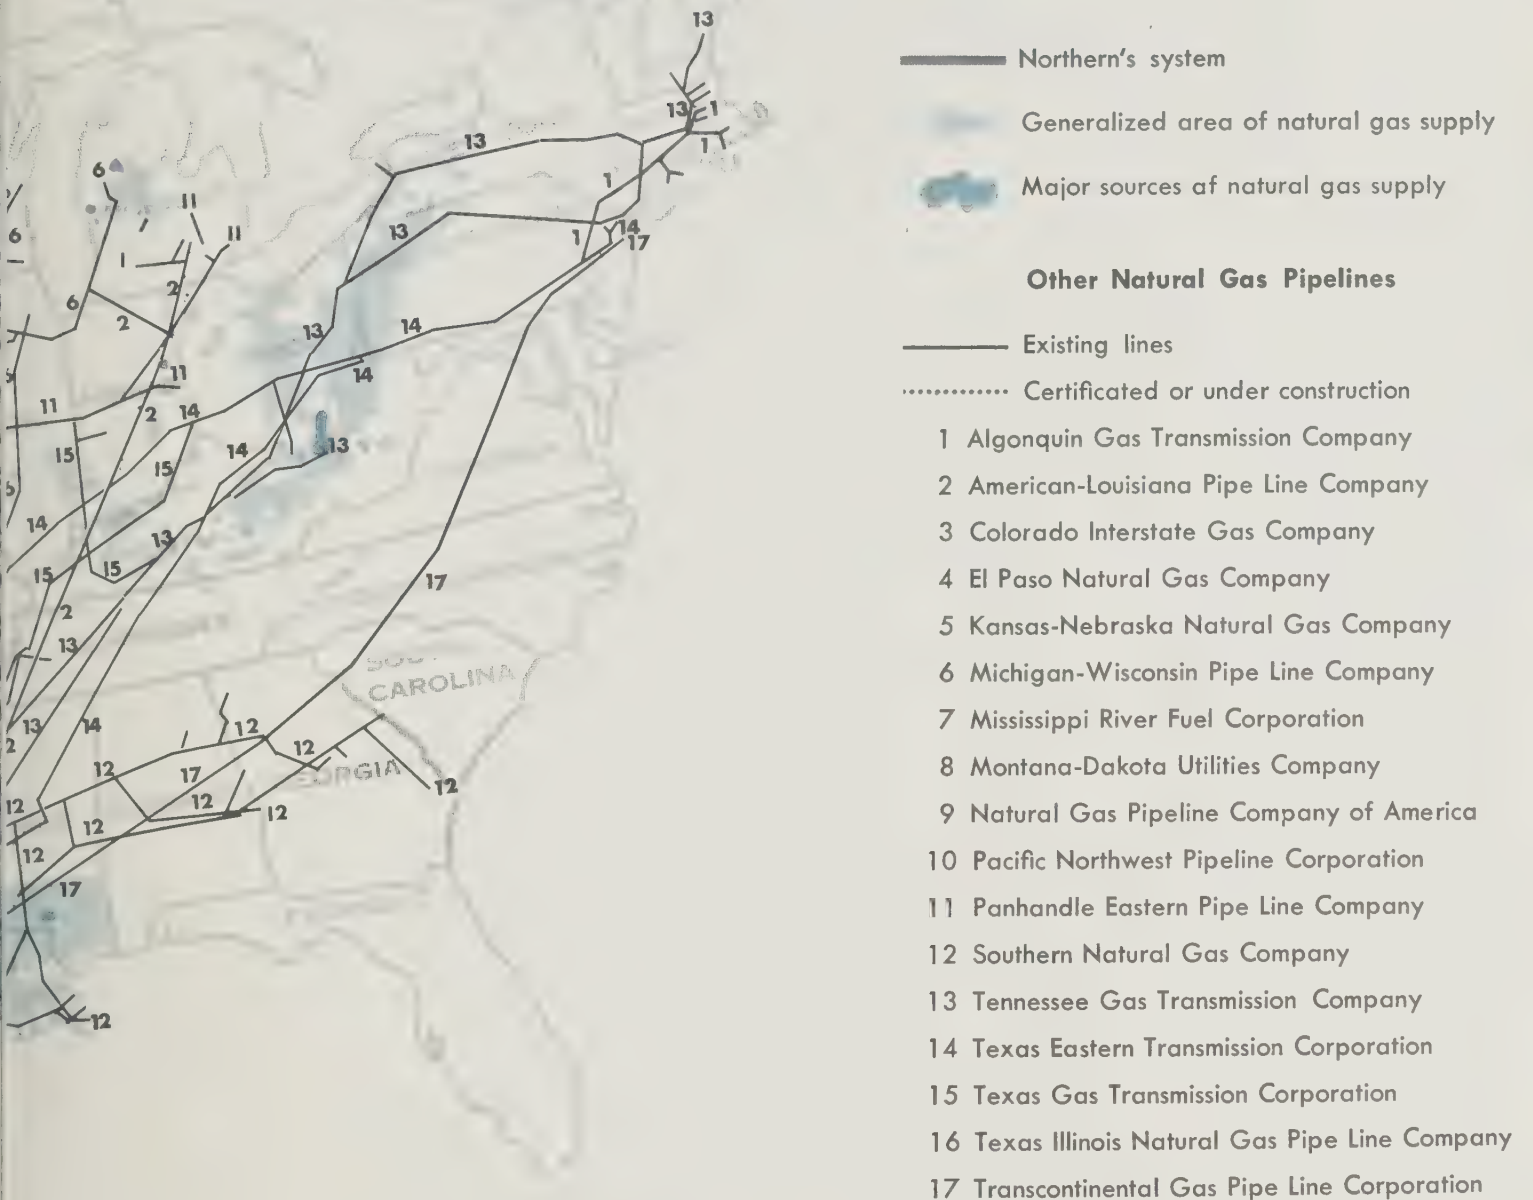 13
Northern's system
13
1
Generalized area of natural gas supply
13
1
6
1
Major sources af natural gas supply
11
6
13
11
1
14
17
1
2
Other Natural Gas Pipelines
6
2
13
14
Existing lines
11
14
Certificated or under construction
11
2
14
1 Algonquin Gas Transmission Company
15
14
13
15
2 American-Louisiana Pipe Line Company
14
13
3 Colorado Interstate Gas Company
15
15
17
4 El Paso Natural Gas Company
2
5 Kansas-Nebraska Natural Gas Company
13
CAROLINA
6 Michigan-Wisconsin Pipe Line Company
13
14
12
2
12
7 Mississippi River Fuel Corporation
12
17
ORGIA
12
8 Montana-Dakota Utilities Company
12
12
12
12
9 Natural Gas Pipeline Company of America
12
10 Pacific Northwest Pipeline Corporation
17
11 Panhandle Eastern Pipe Line Company
12 Southern Natural Gas Company
12
13 Tennessee Gas Transmission Company
14 Texas Eastern Transmission Corporation
15 Texas Gas Transmission Corporation
16 Texas Illinois Natural Gas Pipe Line Company
17 Transcontinental Gas Pipe Line Corporation